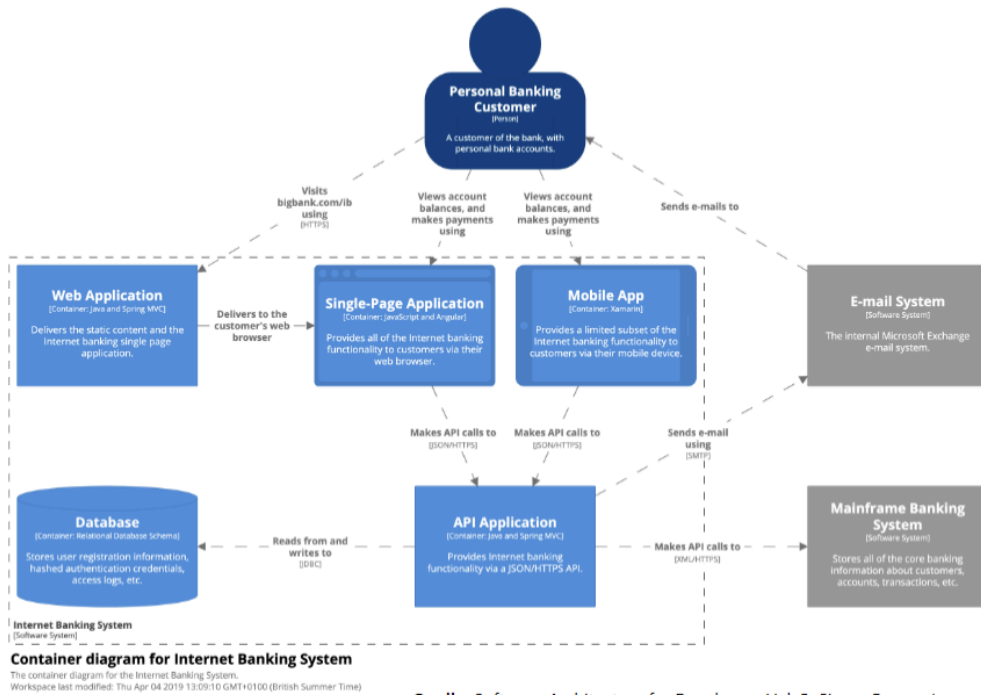 Personal Banking
Customer
[Person]
A customer of the bank, with
personal bank accounts.
Visits
bigbank.com/ib
using
[HTTPS]
Views account
balances, and
makes payments
using
Views account
balances, and
makes payments
using
Sends e-mails to
Web Application
[Container: Java and Spring MVC]
Delivers the static content and the
Internet banking single page
application.
Delivers to the
customer's web
browser
Single-Page Application
[Container: JavaScript and Angular]
Provides all of the Internet banking
functionality to customers via their
web browser.
Mobile App
[Container: Xamarin]
Provides a limited subset of the
Internet banking functionality to
customers via their mobile device.
E-mail System
[Software System]
The internal Microsoft Exchange
e-mail system.
Makes API calls to
[JSON/HTTPS]
Makes API calls to
[JSON/HTTPS]
Sends e-mail
using
[SMTP]
Database
[Container: Relational Database Schema]
Stores user registration information,
hashed authentication credentials,
access logs, etc.
Reads from and
writes to
[JDBC]
API Application
[Container: Java and Spring MVC]
Provides Internet banking
functionality via a JSON/HTTPS API.
Makes API calls to
[XML/HTTPS]
Mainframe Banking
System
[Software System]
Stores all of the core banking
information about customers,
accounts, transactions, etc.
Internet Banking System
[Software System]
Container diagram for Internet Banking System
The container diagram for the Internet Banking System.
Workspace last modified: Thu Apr 04 2019 13:09:10 GMT+0100 (British Summer Time)